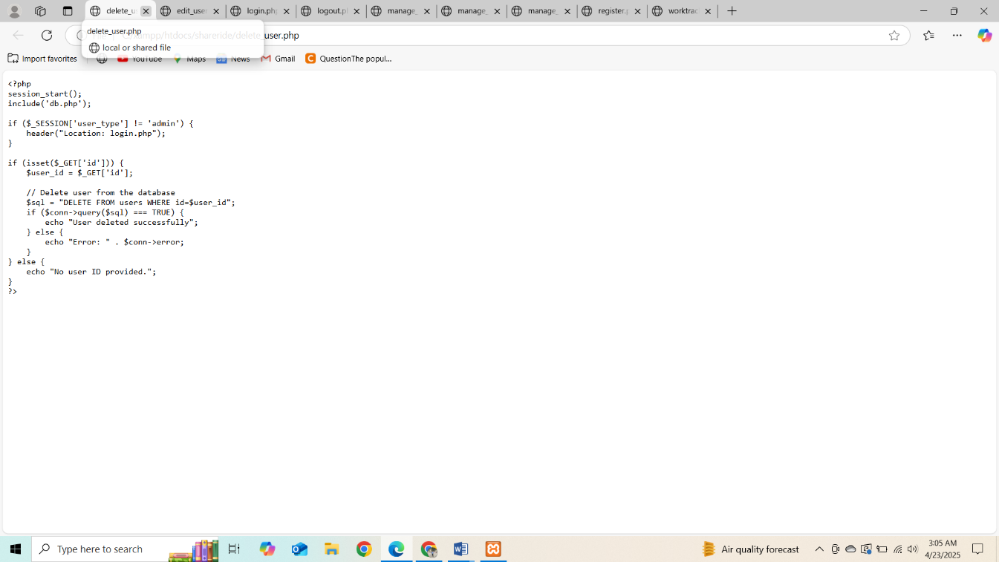 delete_us
edit_user
login.php
logout.p
manage_
manage_
manage_
register.p
worktrac
delete_user.php
local or shared file
/xampp/htdocs/shareride/delete_user.php
Import favorites
YouTube
Maps
News
Gmail
QuestionThe popul...
<?php
session_start();
include('db.php');
if ($_SESSION['user_type'] != 'admin') {
header("Location: login.php");
}
if (isset($_GET['id'])) {
$user_id = $_GET['id'];
// Delete user from the database
$sql = "DELETE FROM users WHERE id=$user_id";
if ($conn->query($sql) === TRUE) {
echo "User deleted successfully";
} else {
echo "Error: " . $conn->error;
}
} else {
echo "No user ID provided.";
}
?>
Type here to search
Air quality forecast
3:05 AM
4/23/2025